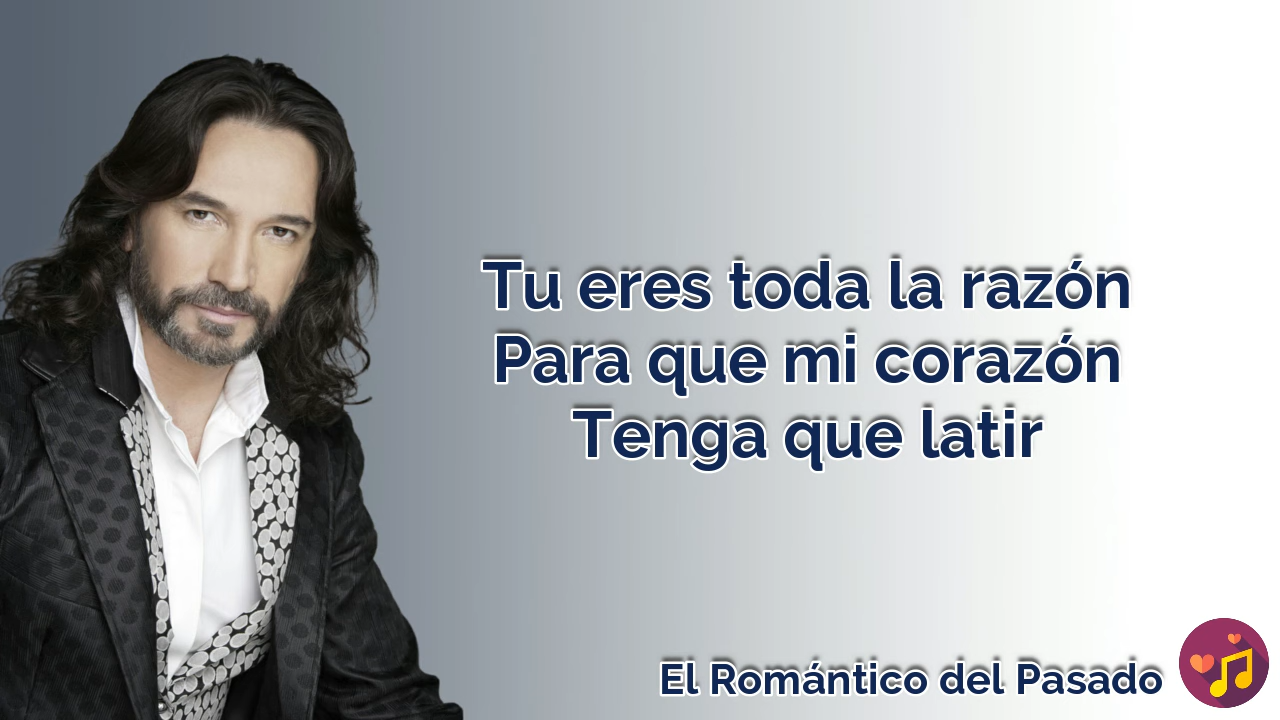 Tu eres toda la razón
Para que mi corazón
Tenga que latir
El Romántico del Pasado